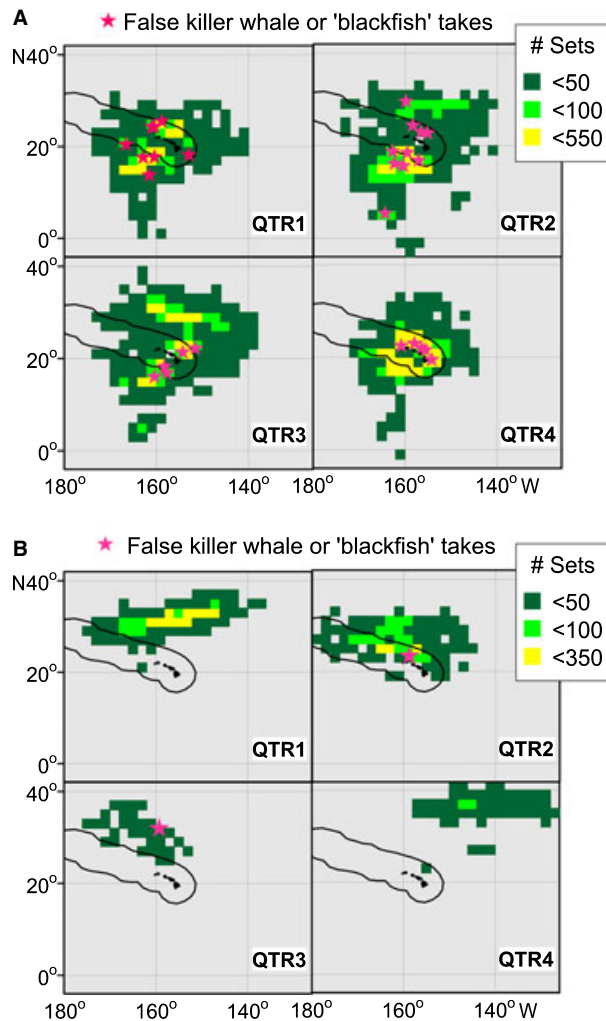 A
False killer whale or 'blackfish' takes
# Sets
<50
<100
<550
N40°
20°
0°
QTR1
QTR2
40°
20°
0°
QTR3
QTR4
180° 160° 140° 180° 160° 140° W
B
False killer whale or 'blackfish' takes
# Sets
<50
<100
<350
N40°
20°
0°
QTR1
QTR2
40°
20°
0°
QTR3
QTR4
180° 160° 140° 180° 160° 140° W